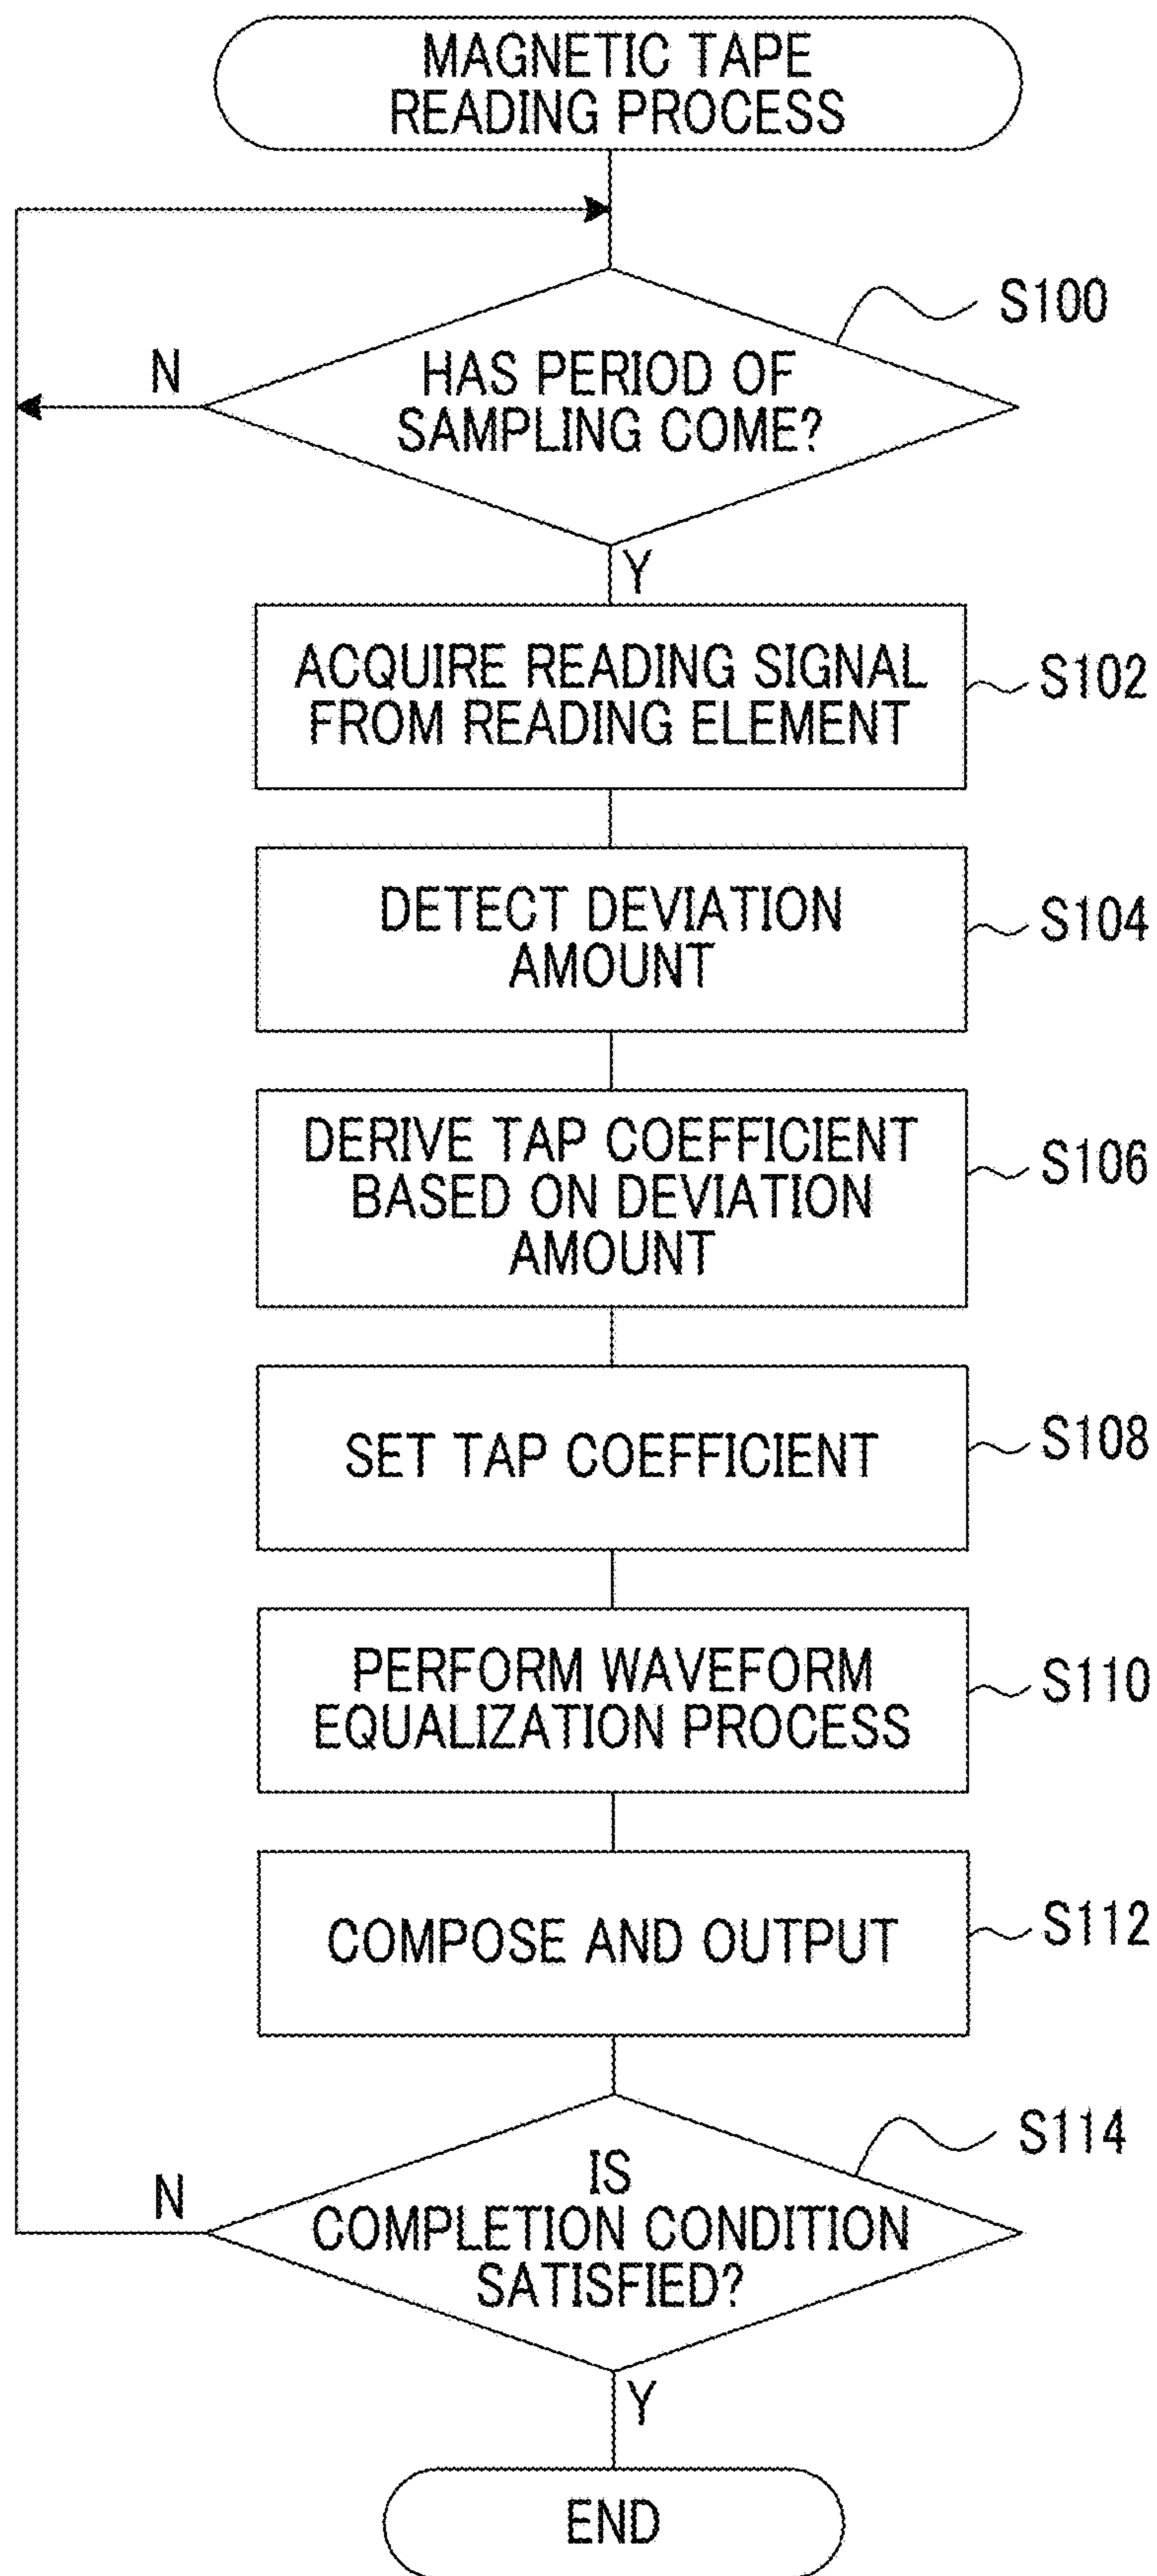 MAGNETIC TAPE
READING PROCESS
S100
N
HAS PERIOD OF
SAMPLING COME?
Y
ACQUIRE READING SIGNAL
FROM READING ELEMENT
S102
DETECT DEVIATION
AMOUNT
S104
DERIVE TAP COEFFICIENT
BASED ON DEVIATION
AMOUNT
S106
SET TAP COEFFICIENT
S108
PERFORM WAVEFORM
EQUALIZATION PROCESS
S110
COMPOSE AND OUTPUT
S112
S114
N
IS
COMPLETION CONDITION
SATISFIED?
Y
END